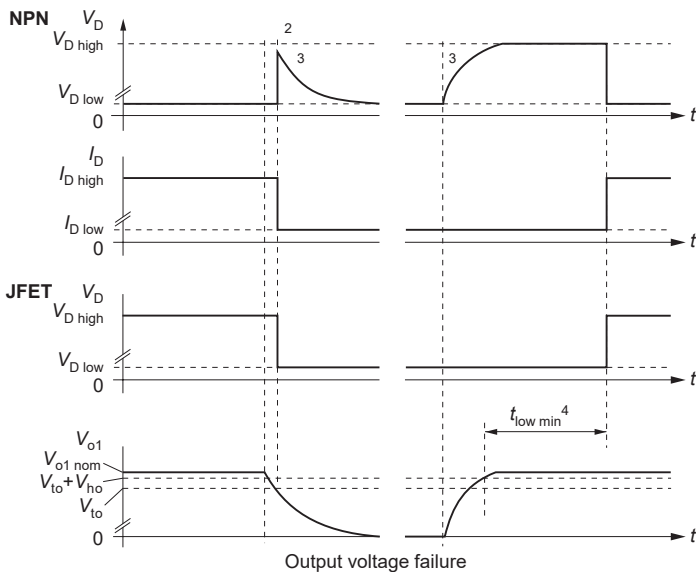 NPN
V_D
V_D high
2
3
3
V_D low
0
t
I_D
I_D high
I_D low
0
t
JFET
V_D
V_D high
V_D low
0
t
t_low min^4
V_o1
V_o1 nom
V_to + V_ho
V_to
0
t
Output voltage failure